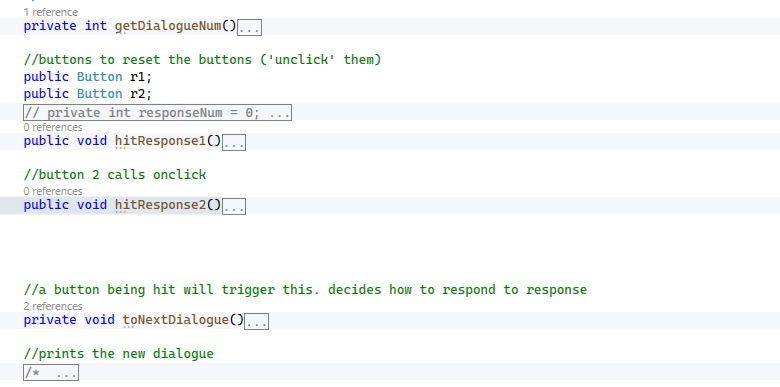 1 reference
private int getDialogueNum()...
//buttons to reset the buttons ('unclick' them)
public Button r1;
public Button r2;
// private int responseNum = 0; ...
0 references
public void hitResponse1()...
//button 2 calls onclick
0 references
public void hitResponse2()...
//a button being hit will trigger this. decides how to respond to response
2 references
private void toNextDialogue()...
//prints the new dialogue
/* ...